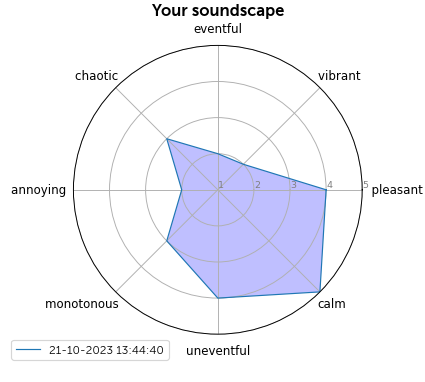 Your soundscape
eventful
chaotic
vibrant
annoying
1 2 3 4 5
pleasant
monotonous
calm
21-10-2023 13:44:40
uneventful